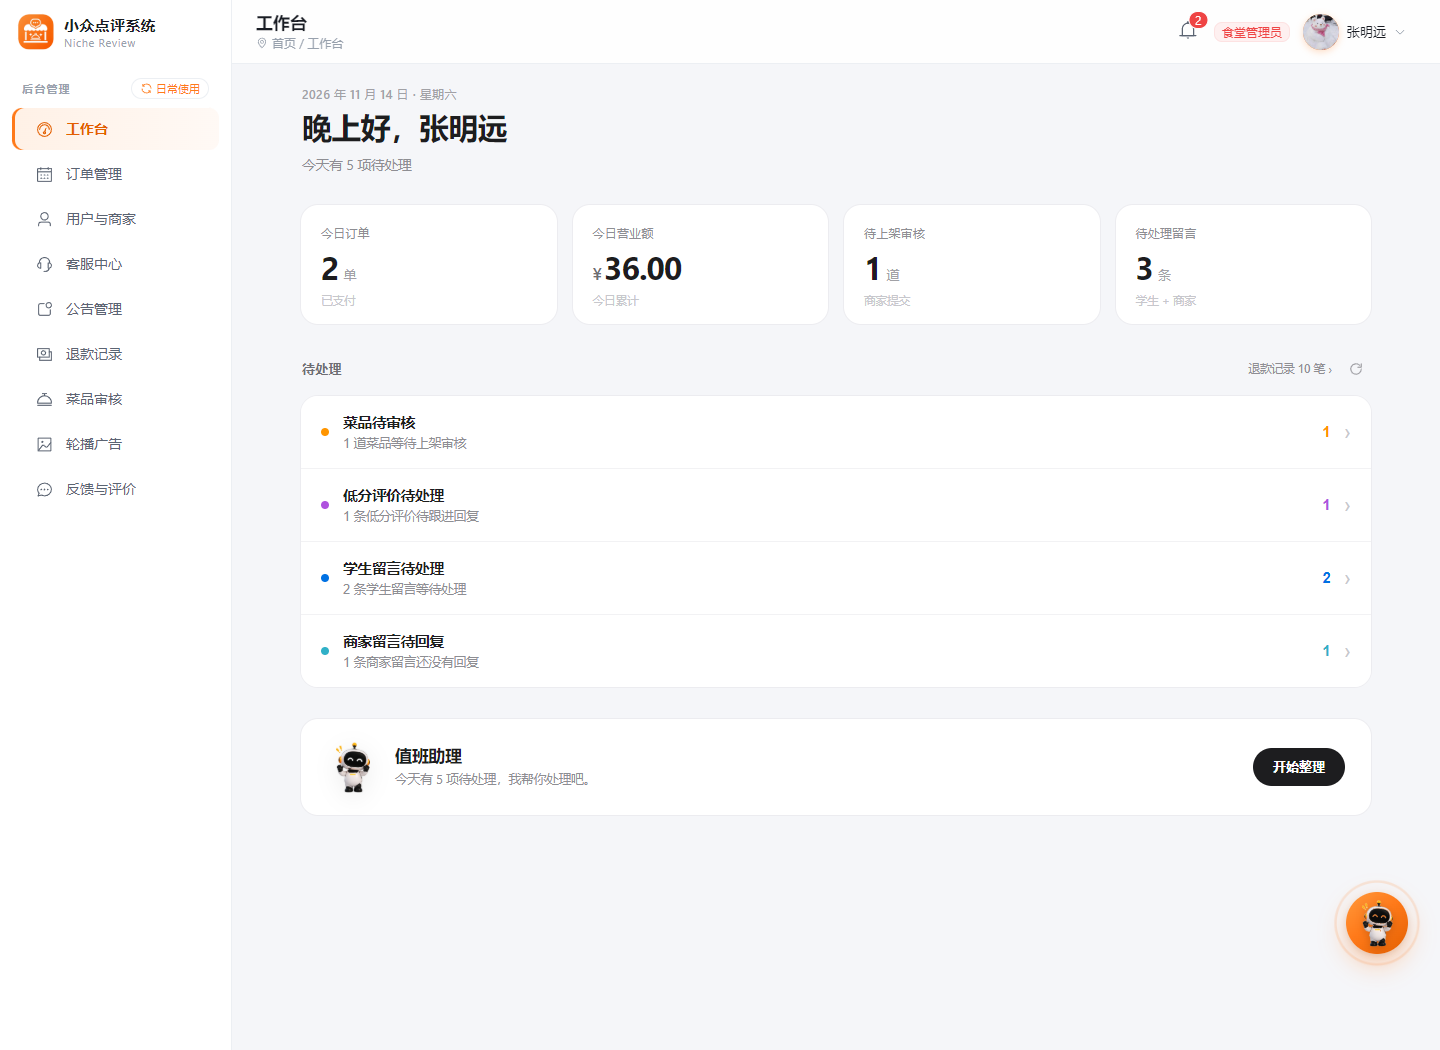 小众点评系统
Niche Review
后台管理
日常使用
工作台
订单管理
用户与商家
客服中心
公告管理
退款记录
菜品审核
轮播广告
反馈与评价
工作台
首页 / 工作台
2
食堂管理员
张明远
2026 年 11 月 14 日 · 星期六
晚上好，张明远
今天有 5 项待处理
今日订单
2 单
已支付
今日营业额
¥36.00
今日累计
待上架审核
1 道
商家提交
待处理留言
3 条
学生 + 商家
待处理
退款记录 10 笔 ›
菜品待审核
1 道菜品等待上架审核
1 ›
低分评价待处理
1 条低分评价待跟进回复
1 ›
学生留言待处理
2 条学生留言等待处理
2 ›
商家留言待回复
1 条商家留言还没有回复
1 ›
值班助理
今天有 5 项待处理，我帮你处理吧。
开始整理